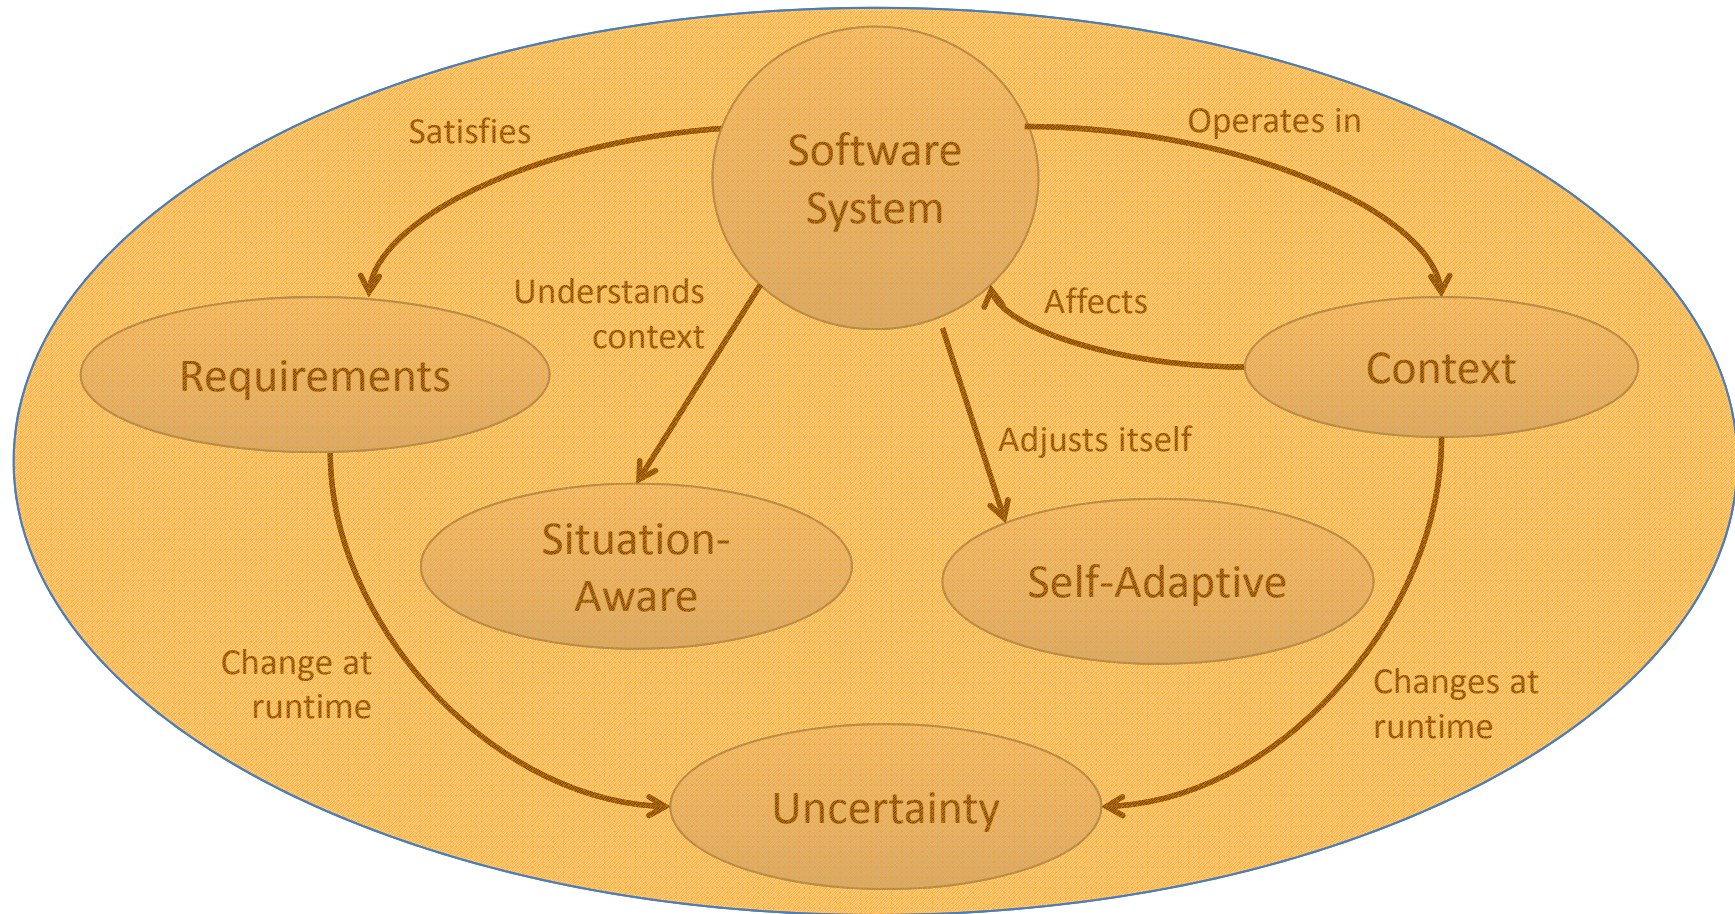 Satisfies
Operates in
Software
System
Understands
context
Affects
Requirements
Context
Adjusts itself
Situation-
Aware
Self-Adaptive
Change at
runtime
Changes at
runtime
Uncertainty